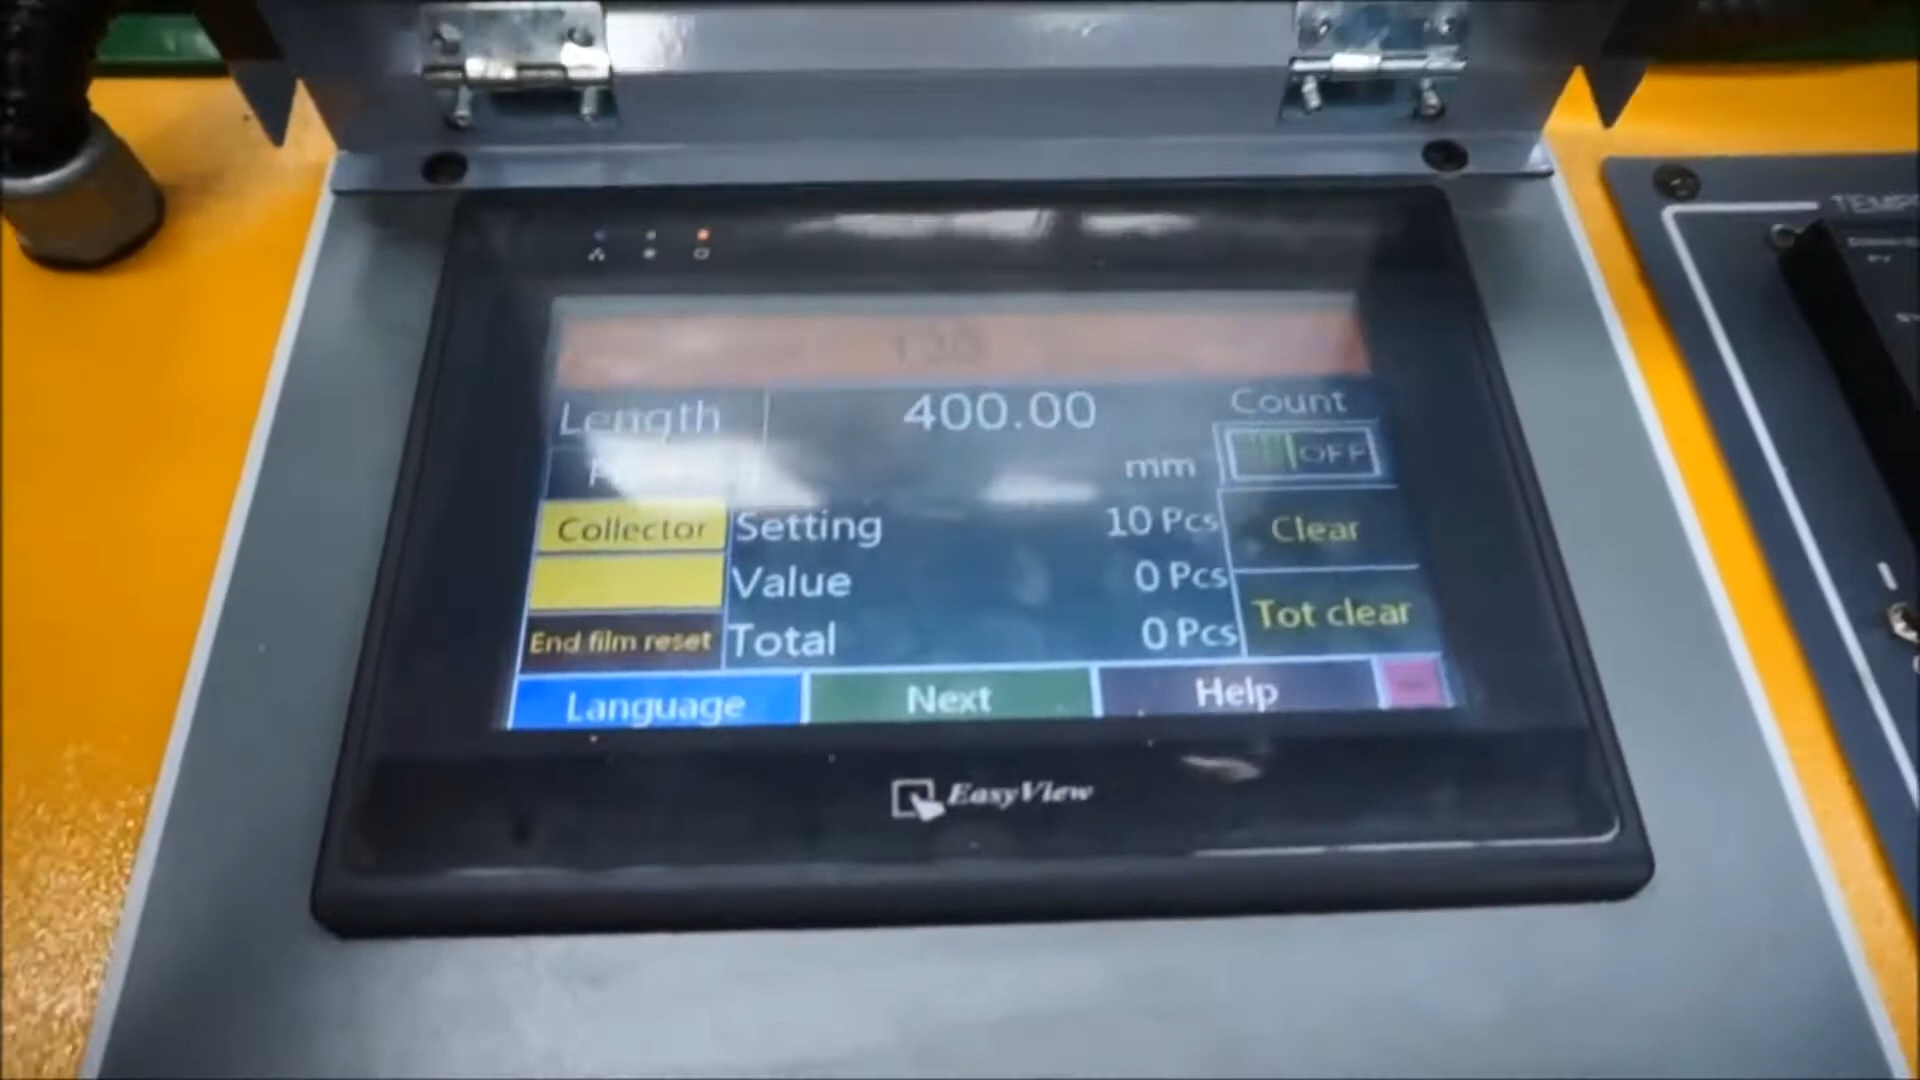 130
Length 400.00 Count
mm OFF
Collector Setting 10 Pcs Clear
Value 0 Pcs
End film reset Total 0 Pcs Tot clear
Language Next Help
EasyView